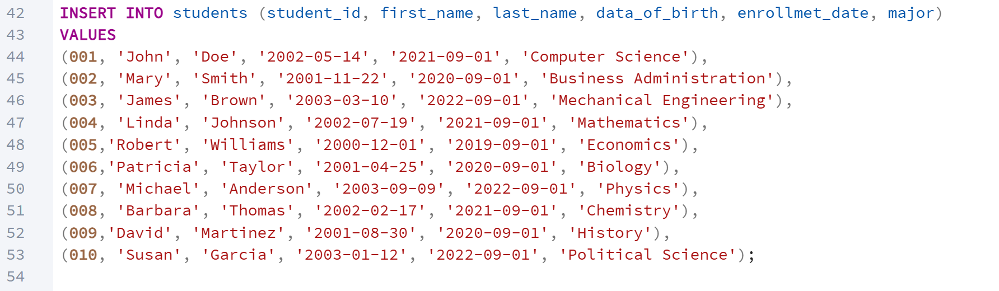 42 INSERT INTO students (student_id, first_name, last_name, data_of_birth, enrollmet_date, major)
43 VALUES
44 (001, 'John', 'Doe', '2002-05-14', '2021-09-01', 'Computer Science'),
45 (002, 'Mary', 'Smith', '2001-11-22', '2020-09-01', 'Business Administration'),
46 (003, 'James', 'Brown', '2003-03-10', '2022-09-01', 'Mechanical Engineering'),
47 (004, 'Linda', 'Johnson', '2002-07-19', '2021-09-01', 'Mathematics'),
48 (005,'Robert', 'Williams', '2000-12-01', '2019-09-01', 'Economics'),
49 (006,'Patricia', 'Taylor', '2001-04-25', '2020-09-01', 'Biology'),
50 (007, 'Michael', 'Anderson', '2003-09-09', '2022-09-01', 'Physics'),
51 (008, 'Barbara', 'Thomas', '2002-02-17', '2021-09-01', 'Chemistry'),
52 (009,'David', 'Martinez', '2001-08-30', '2020-09-01', 'History'),
53 (010, 'Susan', 'Garcia', '2003-01-12', '2022-09-01', 'Political Science');
54